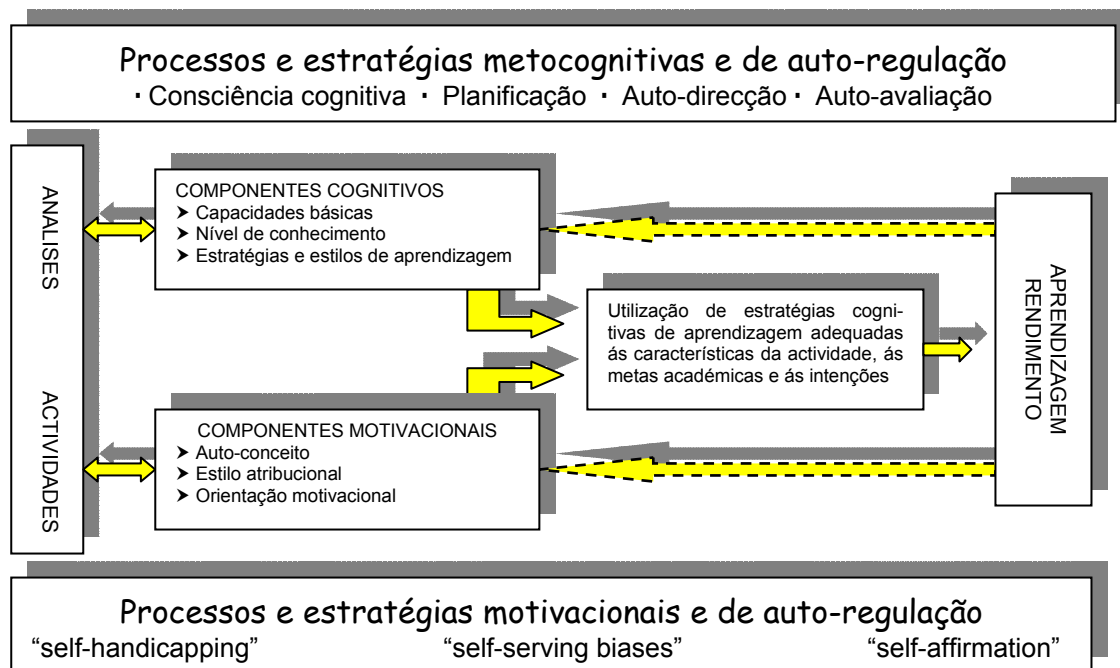 Processos e estratégias metocognitivas e de auto-regulação
· Consciência cognitiva · Planificação · Auto-direcção · Auto-avaliação
ANALISES
ACTIVIDADES
COMPONENTES COGNITIVOS
➤ Capacidades básicas
➤ Nível de conhecimento
➤ Estratégias e estilos de aprendizagem
Utilização de estratégias cogni-
tivas de aprendizagem adequadas
ás características da actividade, ás
metas académicas e ás intenções
COMPONENTES MOTIVACIONAIS
➤ Auto-conceito
➤ Estilo atribucional
➤ Orientação motivacional
APRENDIZAGEM
RENDIMENTO
Processos e estratégias motivacionais e de auto-regulação
“self-handicapping” “self-serving biases” “self-affirmation”